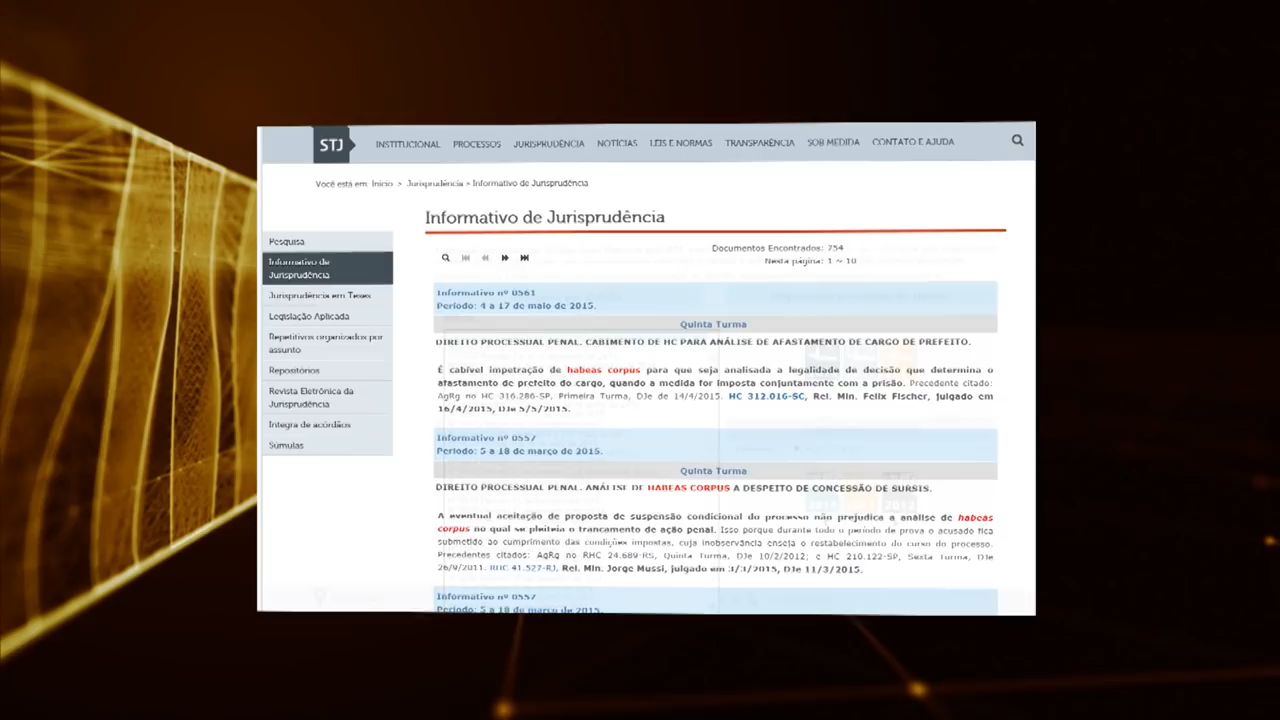 STJ INSTITUCIONAL PROCESSOS JURISPRUDÊNCIA NOTÍCIAS LEIS E NORMAS TRANSPARÊNCIA SOB MEDIDA CONTATO E AJUDA
Você está em: Início > Jurisprudência > Informativo de Jurisprudência
Informativo de Jurisprudência
Pesquisa
Informativo de
Jurisprudência
Jurisprudência em Teses
Legislação Aplicada
Repetitivos organizados por
assunto
Repositórios
Revista Eletrônica da
Jurisprudência
Íntegra de acórdãos
Súmulas
Documentos Encontrados: 754
Nesta página: 1 ~ 10
Informativo nº 0561
Período: 4 a 17 de maio de 2015.
Quinta Turma
DIREITO PROCESSUAL PENAL. CABIMENTO DE HC PARA ANÁLISE DE AFASTAMENTO DE CARGO DE PREFEITO.
É cabível impetração de habeas corpus para que seja analisada a legalidade de decisão que determina o
afastamento de prefeito do cargo, quando a medida for imposta conjuntamente com a prisão. Precedente citado:
AgRg no HC 316.286-SP, Primeira Turma, DJe de 14/4/2015. HC 312.016-SC, Rel. Min. Felix Fischer, julgado em
16/4/2015, DJe 5/5/2015.
Informativo nº 0557
Período: 5 a 18 de março de 2015.
Quinta Turma
DIREITO PROCESSUAL PENAL. ANÁLISE DE HABEAS CORPUS A DESPEITO DE CONCESSÃO DE SURSIS.
A eventual aceitação de proposta de suspensão condicional do processo não prejudica a análise de habeas
corpus no qual se pleiteia o trancamento de ação penal. Isso porque durante todo o período de prova o acusado fica
submetido ao cumprimento das condições impostas, cuja inobservância enseja o restabelecimento do curso do processo.
Precedentes citados: AgRg no RHC 24.689-RS, Quinta Turma, DJe 10/2/2012; e HC 210.122-SP, Sexta Turma, DJe
26/9/2011. RHC 41.527-RJ, Rel. Min. Jorge Mussi, julgado em 3/3/2015, DJe 11/3/2015.
Informativo nº 0557
Período: 5 a 18 de março de 2015.